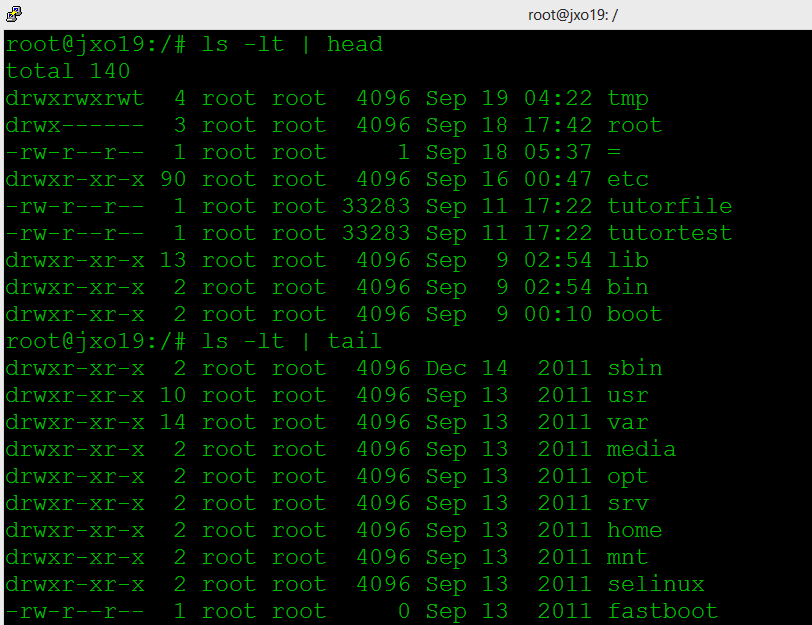 root@jxo19: /
root@jxo19:/# ls -lt | head
total 140
drwxrwxrwt  4 root root  4096 Sep 19 04:22 tmp
drwx------  3 root root  4096 Sep 18 17:42 root
-rw-r--r--  1 root root     1 Sep 18 05:37 =
drwxr-xr-x 90 root root  4096 Sep 16 00:47 etc
-rw-r--r--  1 root root 33283 Sep 11 17:22 tutorfile
-rw-r--r--  1 root root 33283 Sep 11 17:22 tutortest
drwxr-xr-x 13 root root  4096 Sep  9 02:54 lib
drwxr-xr-x  2 root root  4096 Sep  9 02:54 bin
drwxr-xr-x  2 root root  4096 Sep  9 00:10 boot
root@jxo19:/# ls -lt | tail
drwxr-xr-x  2 root root  4096 Dec 14  2011 sbin
drwxr-xr-x 10 root root  4096 Sep 13  2011 usr
drwxr-xr-x 14 root root  4096 Sep 13  2011 var
drwxr-xr-x  2 root root  4096 Sep 13  2011 media
drwxr-xr-x  2 root root  4096 Sep 13  2011 opt
drwxr-xr-x  2 root root  4096 Sep 13  2011 srv
drwxr-xr-x  2 root root  4096 Sep 13  2011 home
drwxr-xr-x  2 root root  4096 Sep 13  2011 mnt
drwxr-xr-x  2 root root  4096 Sep 13  2011 selinux
-rw-r--r--  1 root root     0 Sep 13  2011 fastboot